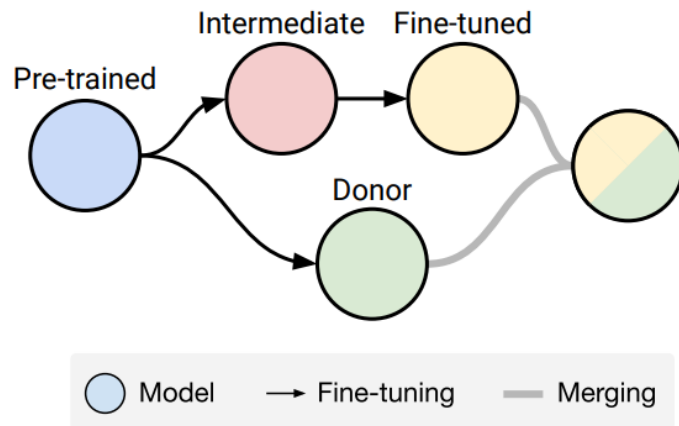 Intermediate
Fine-tuned
Pre-trained
Donor
Model
Fine-tuning
Merging